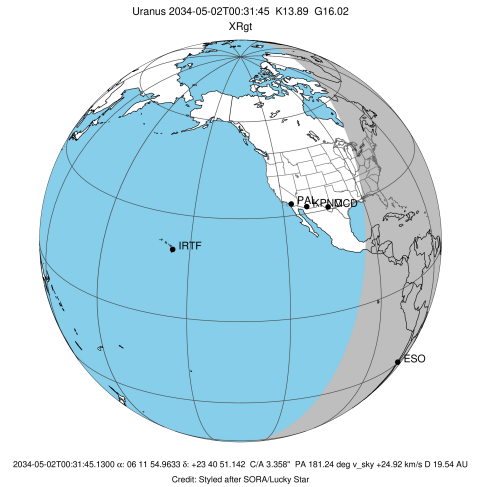 Uranus 2034-05-02T00:31:45 K13.89 G16.02
XRgt
PAL
KPNO
MCD
IRTF
ESO
2034-05-02T00:31:45.1300 α: 06 11 54.9633 δ: +23 40 51.142 C/A 3.358" PA 181.24 deg v_sky +24.92 km/s D 19.54 AU
Credit: Styled after SORA/Lucky Star